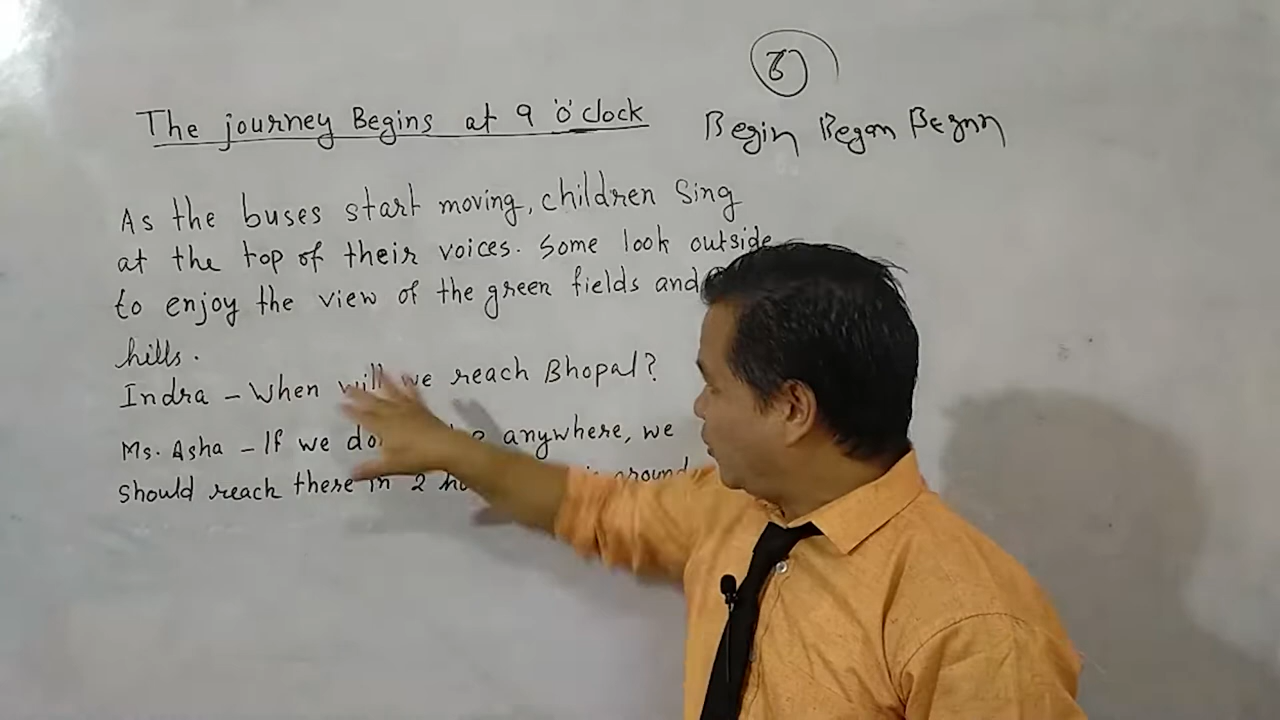 The journey Begins at 9 'o' clock
Begin Began Begun
As the buses start moving, children Sing
at the top of their voices. Some look outside
to enjoy the view of the green fields and
hills.
Indra - When will we reach Bhopal?
Ms. Asha - If we anywhere, we
should reach there in 2 around